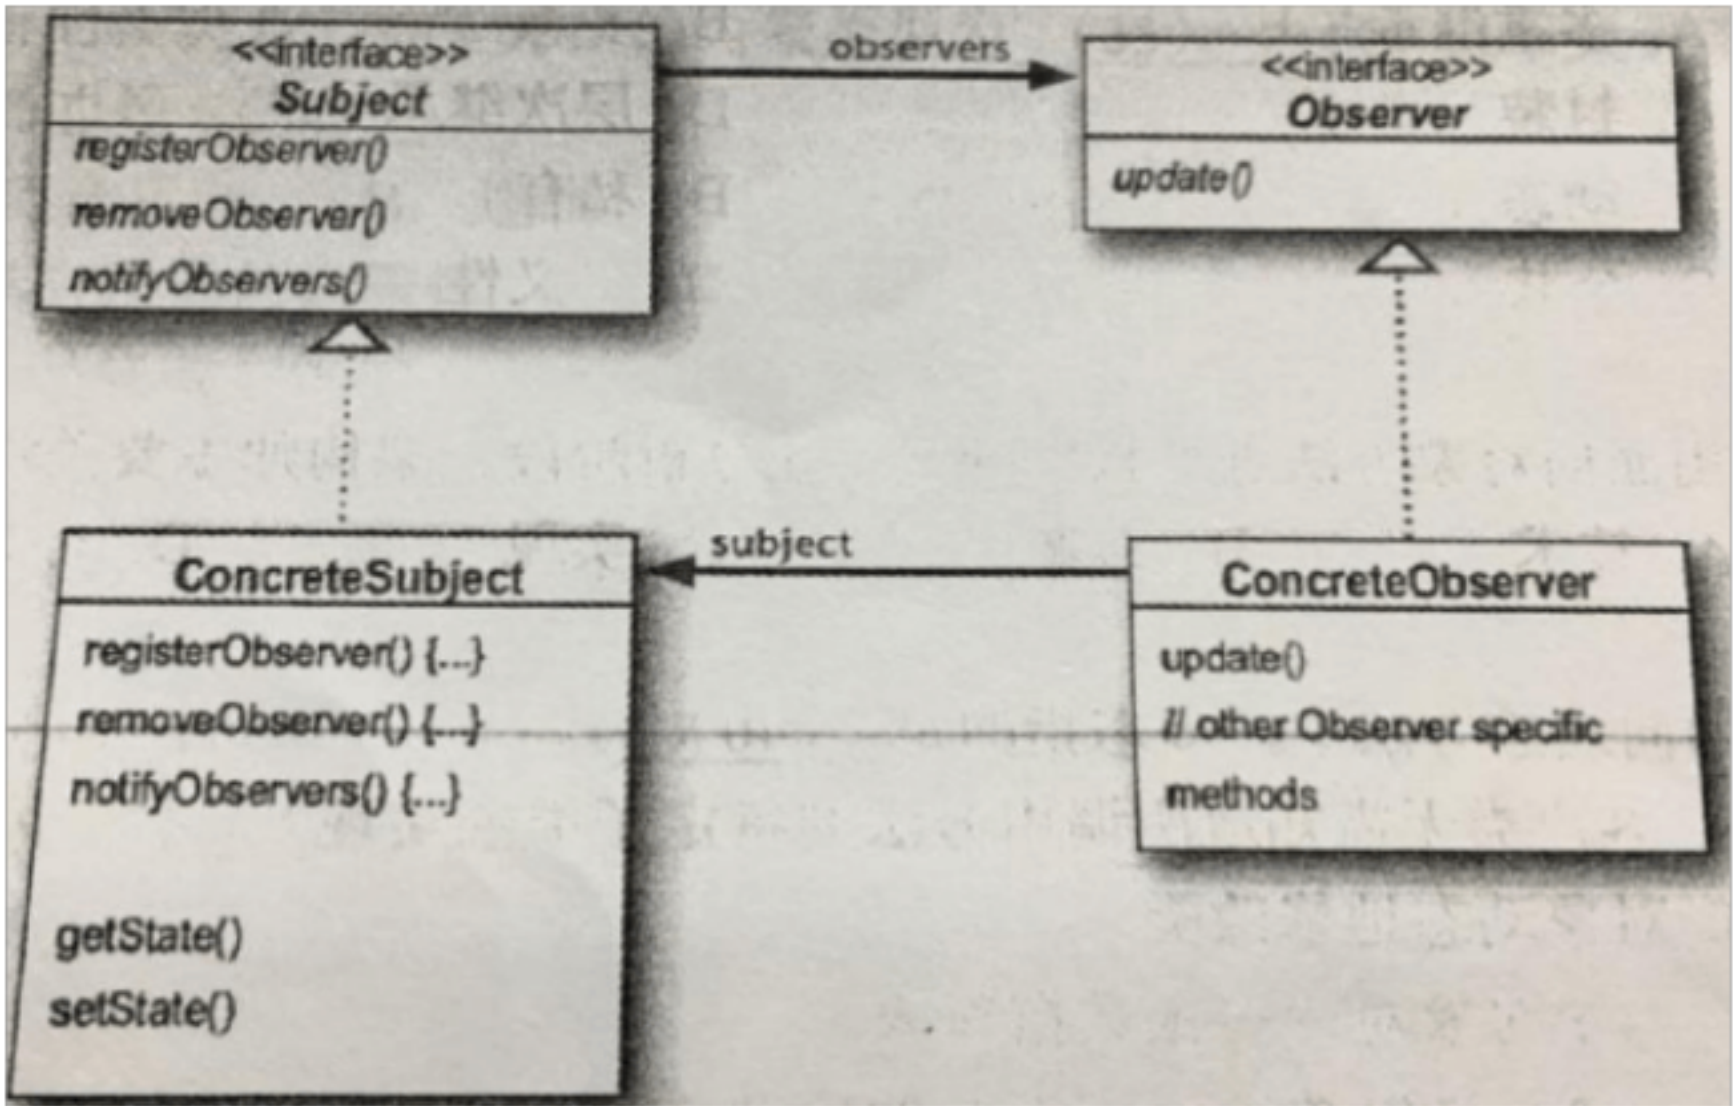 <<interface>>
Subject
registerObserver()
removeObserver()
notifyObservers()
observers
<<interface>>
Observer
update()
ConcreteSubject
registerObserver() {...}
removeObserver() {...}
notifyObservers() {...}
getState()
setState()
subject
ConcreteObserver
update()
// other Observer specific
methods